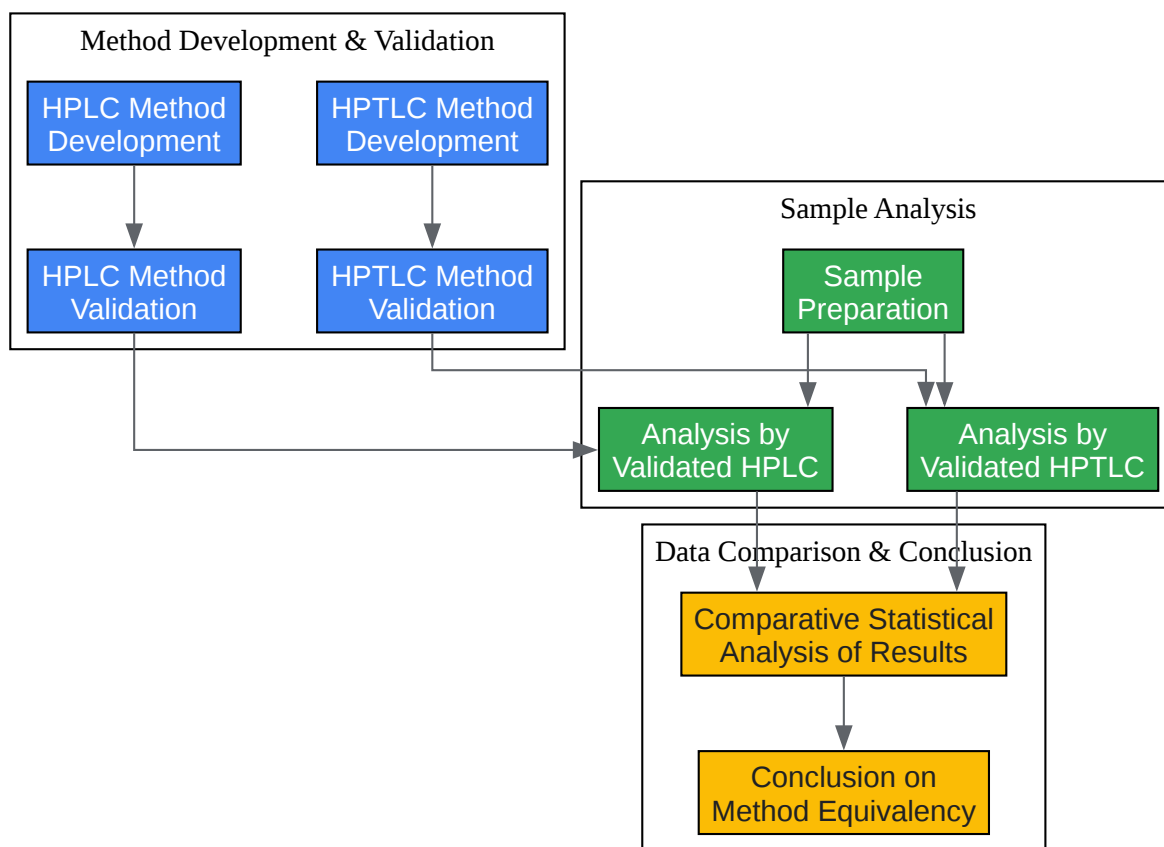 Method Development & Validation
HPLC Method
Development
HPTLC Method
Development
HPLC Method
Validation
HPTLC Method
Validation
Sample Analysis
Sample
Preparation
Analysis by
Validated HPLC
Analysis by
Validated HPTLC
Data Comparison & Conclusion
Comparative Statistical
Analysis of Results
Conclusion on
Method Equivalency